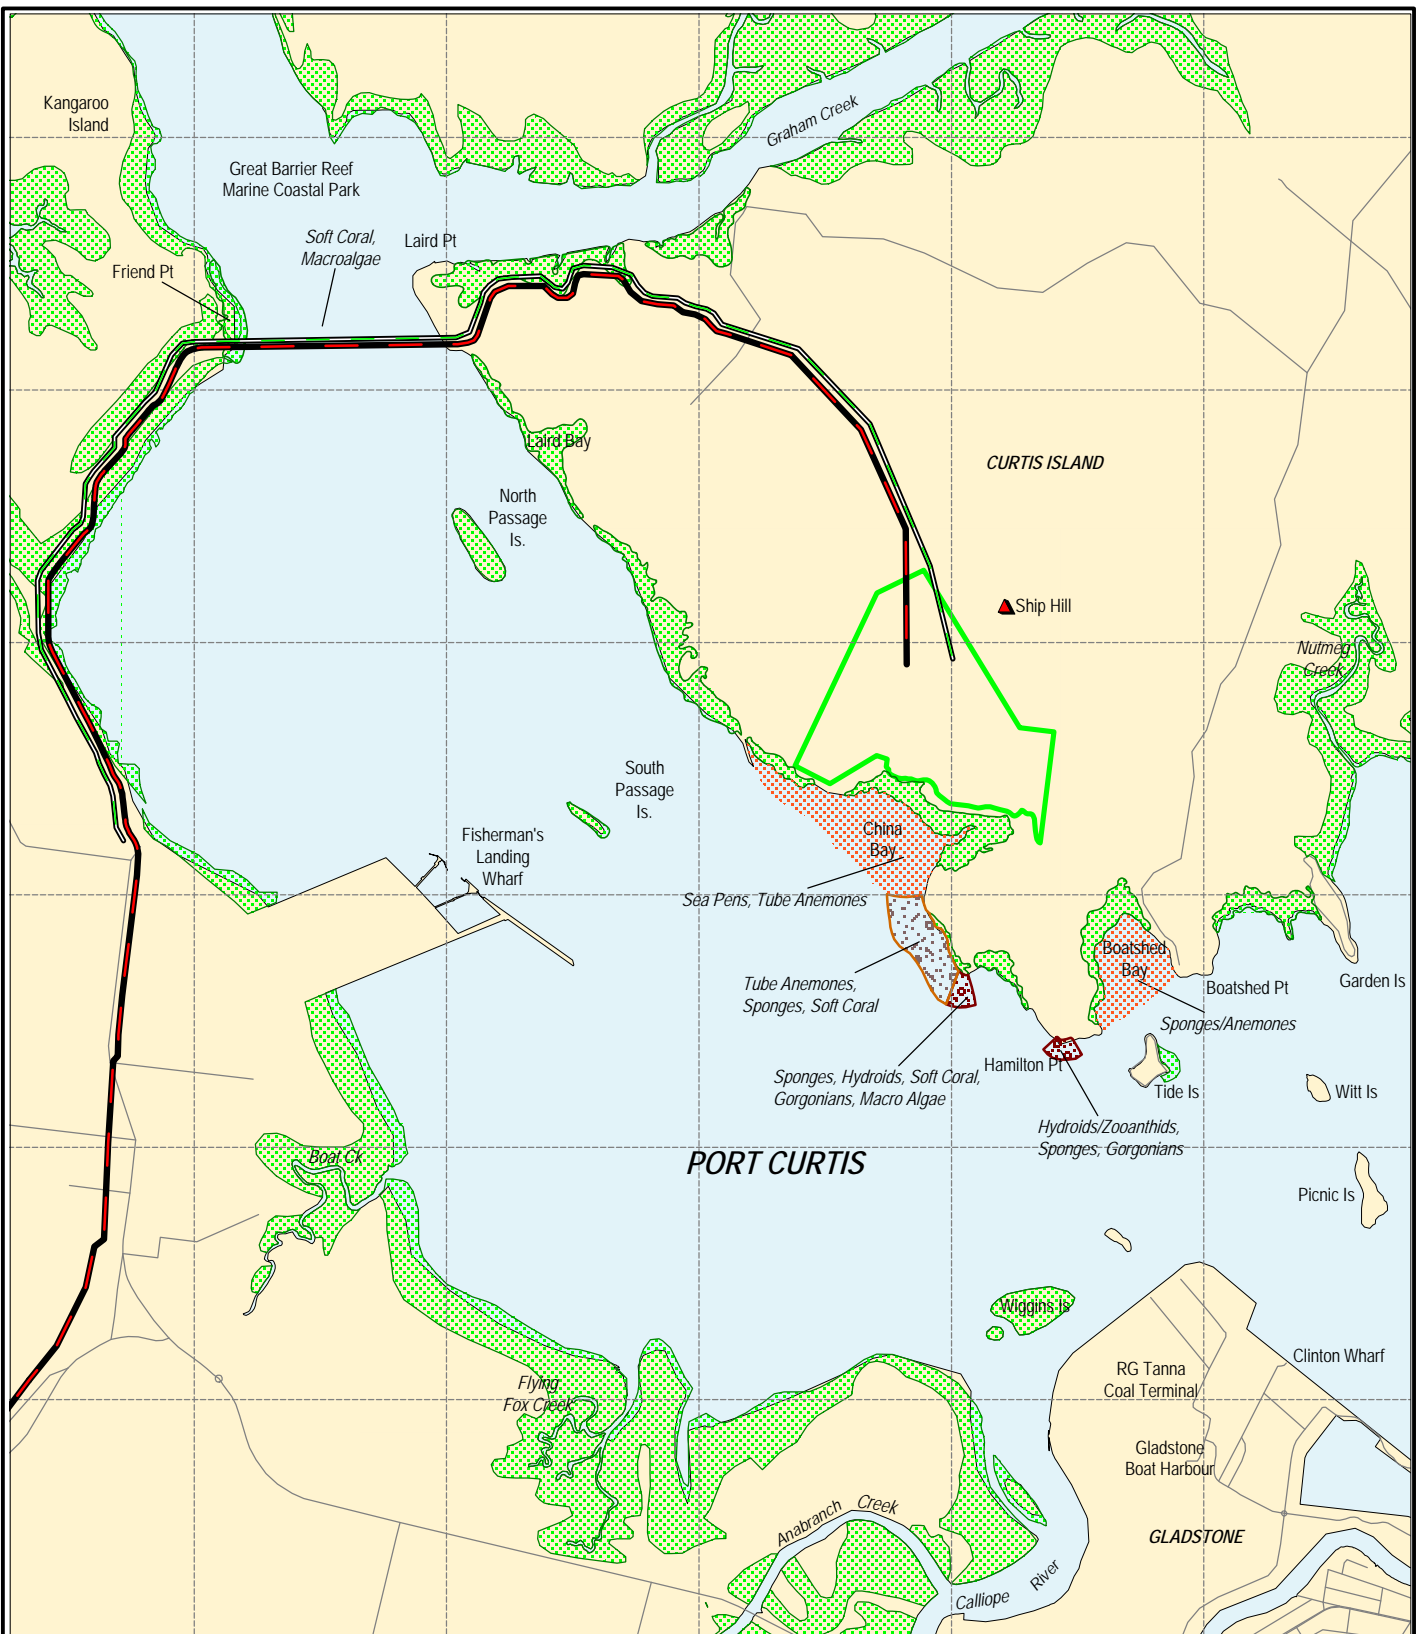 Kangaroo
Island
Graham Creek
Great Barrier Reef
Marine Coastal Park
Soft Coral,
Macroalgae
Laird Pt
Friend Pt
Laird Bay
CURTIS ISLAND
North
Passage
Is.
Ship Hill
Nutmeg
Creek
South
Passage
Is.
Fisherman's
Landing
Wharf
China
Bay
Sea Pens, Tube Anemones
Boatshed
Bay
Tube Anemones,
Sponges, Soft Coral
Boatshed Pt
Garden Is
Sponges/Anemones
Hamilton Pt
Sponges, Hydroids, Soft Coral,
Gorgonians, Macro Algae
Tide Is
Witt Is
Hydroids/Zooanthids,
Sponges, Gorgonians
Boat Ck
PORT CURTIS
Picnic Is
Wiggins Is
Clinton Wharf
RG Tanna
Coal Terminal
Flying
Fox Creek
Gladstone
Boat Harbour
Anabranch Creek
GLADSTONE
Calliope River